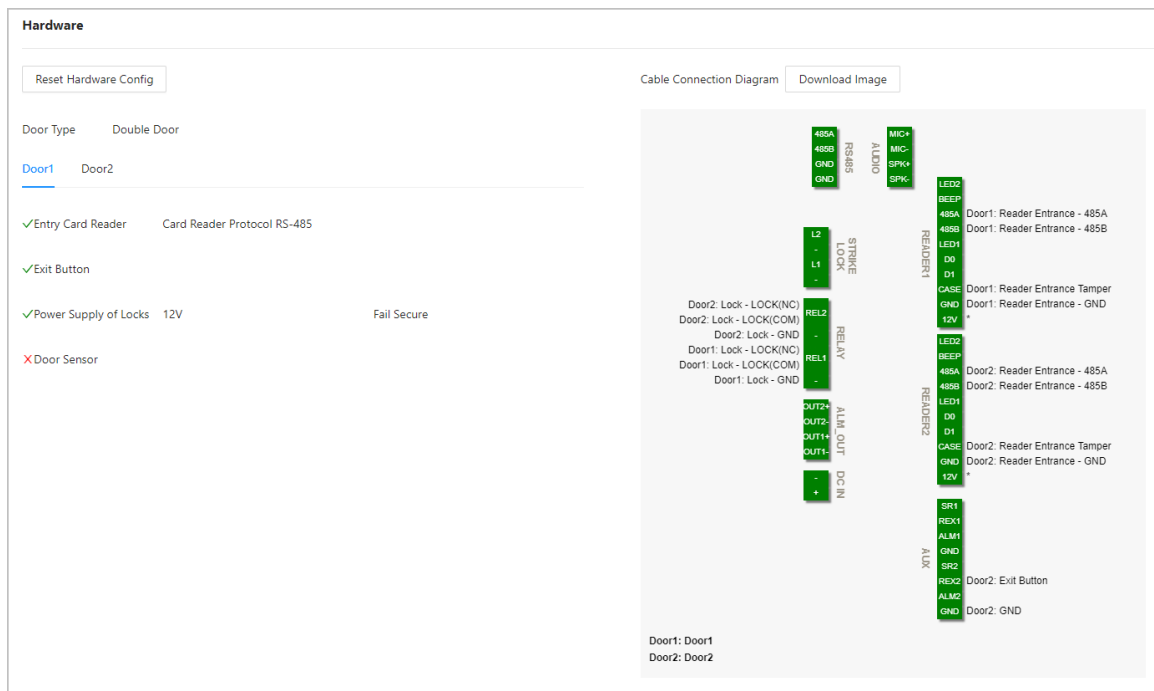 Hardware
Reset Hardware Config
Door Type Double Door
Door1 Door2
Entry Card Reader Card Reader Protocol RS-485
Exit Button
Power Supply of Locks 12V Fail Secure
Door Sensor
Cable Connection Diagram Download Image
485A
485B
GND
GND
RS485
AUDIO
MIC+
MIC-
SPK+
SPK-
L2
-
L1
-
STRIKE
LOCK
Door2: Lock - LOCK(NC)
Door2: Lock - LOCK(COM)
Door2: Lock - GND
Door1: Lock - LOCK(NC)
Door1: Lock - LOCK(COM)
Door1: Lock - GND
REL2
-
REL1
-
RELAY
OUT2+
OUT2-
OUT1+
OUT1-
ALM_OUT
-
+
DC IN
READER1
LED2
BEEP
485A Door1: Reader Entrance - 485A
485B Door1: Reader Entrance - 485B
LED1
D0
D1
CASE Door1: Reader Entrance Tamper
GND Door1: Reader Entrance - GND
12V *
READER2
LED2
BEEP
485A Door2: Reader Entrance - 485A
485B Door2: Reader Entrance - 485B
LED1
D0
D1
CASE Door2: Reader Entrance Tamper
GND Door2: Reader Entrance - GND
12V *
AUX
SR1
REX1
ALM1
GND
SR2
REX2 Door2: Exit Button
ALM2
GND Door2: GND
Door1: Door1
Door2: Door2